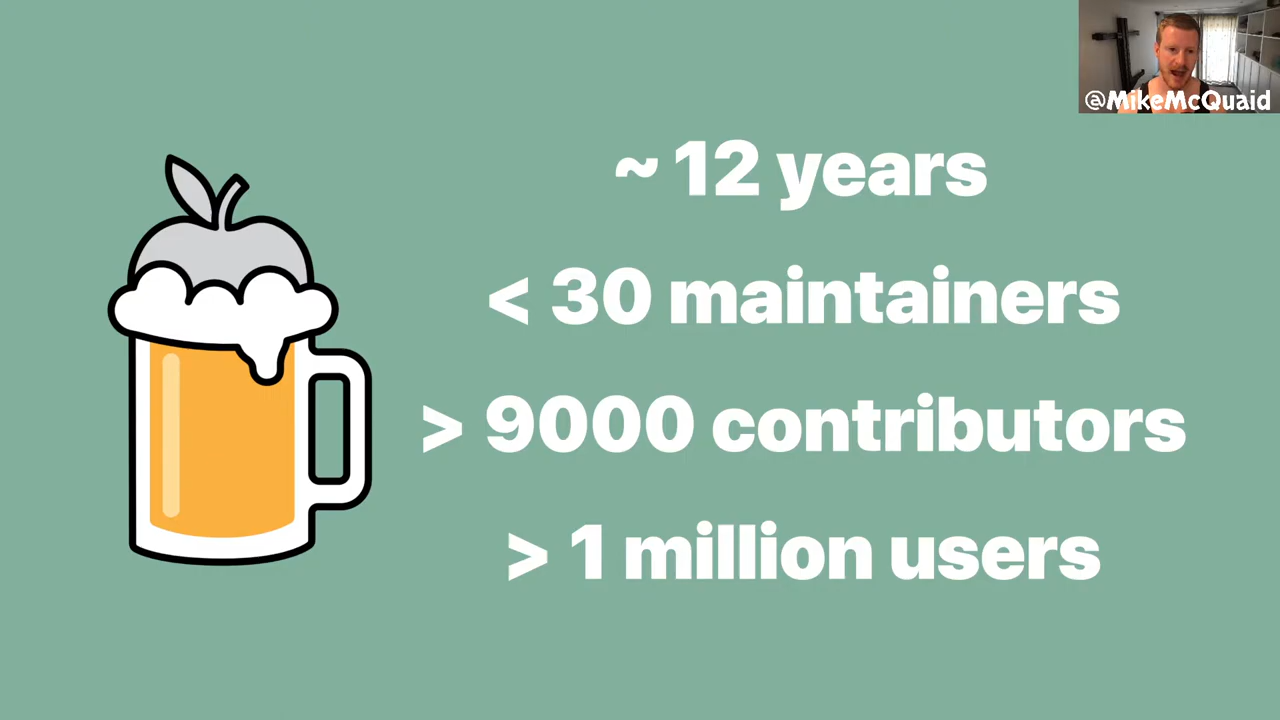 @MikeMcQuaid
~ 12 years
< 30 maintainers
> 9000 contributors
> 1 million users